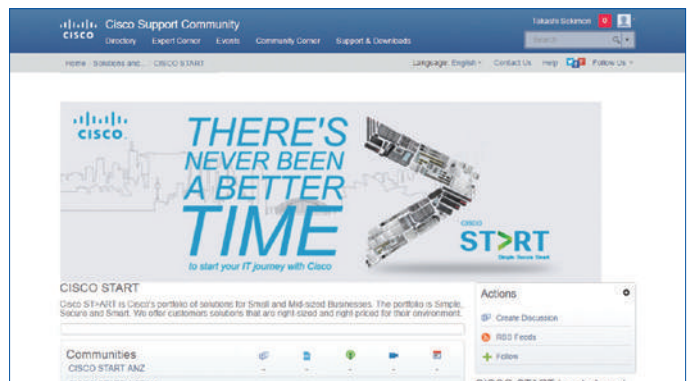 CISCO
Cisco Support Community
Takashi
0
Directory Expert Corner Events Community Corner Support & Downloads
Search
Home Solutions and... CISCO START
Language: English Contact Us Help Follow Us
CISCO
THERE'S
NEVER BEEN
A BETTER
TIME
to start your IT journey with Cisco
CISCO
ST>RT
Simple Secure Smart
CISCO START
Cisco ST>ART is Cisco's portfolio of solutions for Small and Mid-sized Businesses. The portfolio is Simple,
Secure and Smart. We offer customers solutions that are right-sized and right-priced for their environment.
Actions
Create Discussion
RSS Feeds
Follow
Communities
CISCO START ANZ
- - - - -